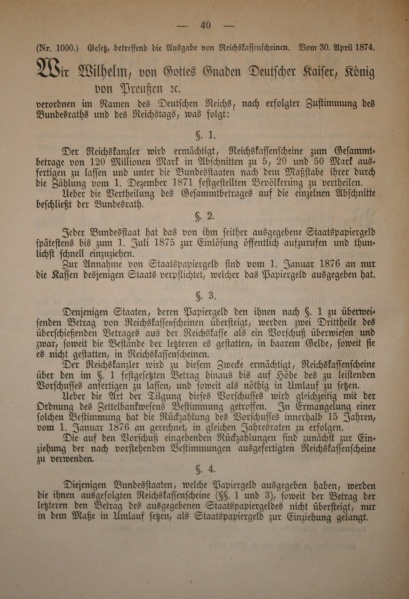 — 40 —
(Nr. 1000.) Gesetz, betreffend die Ausgabe von Reichskassenscheinen. Vom 30. April 1874.
Wir Wilhelm, von Gottes Gnaden Deutscher Kaiser, König
von Preußen ꝛc.
verordnen im Namen des Deutschen Reichs, nach erfolgter Zustimmung des
Bundesraths und des Reichstags, was folgt:
§. 1.
Der Reichskanzler wird ermächtigt, Reichskassenscheine zum Gesammt-
betrage von 120 Millionen Mark in Abschnitten zu 5, 20 und 50 Mark aus-
fertigen zu lassen und unter die Bundesstaaten nach dem Maßstabe ihrer durch
die Zählung vom 1. Dezember 1871 festgestellten Bevölkerung zu vertheilen.
Ueber die Vertheilung des Gesammtbetrages auf die einzelnen Abschnitte
beschließt der Bundesrath.
§. 2.
Jeder Bundesstaat hat das von ihm seither ausgegebene Staatspapiergeld
spätestens bis zum 1. Juli 1875 zur Einlösung öffentlich aufzurufen und thun-
lichst schnell einzuziehen.
Zur Annahme von Staatspapiergeld sind vom 1. Januar 1876 an nur
die Kassen desjenigen Staats verpflichtet, welcher das Papiergeld ausgegeben hat.
§. 3.
Denjenigen Staaten, deren Papiergeld den ihnen nach §. 1 zu überwei-
senden Betrag von Reichskassenscheinen übersteigt, werden zwei Drittheile des
überschießenden Betrages aus der Reichskasse als ein Vorschuß überwiesen und
zwar, soweit die Bestände der letzteren es gestatten, in baarem Gelde, soweit sie
es nicht gestatten, in Reichskassenscheinen.
Der Reichskanzler wird zu diesem Zwecke ermächtigt, Reichskassenscheine
über den im § 1 festgesetzten Betrag hinaus bis auf Höhe des zu leistenden
Vorschusses anfertigen zu lassen, und soweit als nöthig in Umlauf zu setzen.
Ueber die Art der Tilgung dieses Vorschusses wird gleichzeitig mit der
Ordnung des Zettelbankwesens Bestimmung getroffen. In Ermangelung einer
solchen Bestimmung hat die Rückzahlung des Vorschusses innerhalb 15 Jahren,
vom 1. Januar 1876 an gerechnet, in gleichen Jahresraten zu erfolgen.
Die auf den Vorschuß eingehenden Rückzahlungen sind zunächst zur Ein-
ziehung der nach vorstehenden Bestimmungen ausgefertigten Reichskassenscheine
zu verwenden.
§. 4.
Diejenigen Bundesstaaten, welche Papiergeld ausgegeben haben, werden
die ihnen ausgefolgten Reichskassenscheine (§§. 1 und 3), soweit der Betrag der
letzteren den Betrag des ausgegebenen Staatspapiergeldes nicht übersteigt, nur
in dem Maße in Umlauf setzen, als Staatspapiergeld zur Einziehung gelangt.